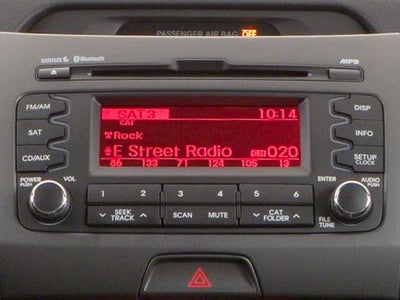 PASSENGER AIR BAG OFF
SIRIUS Bluetooth MP3
FM/AM SAT3 10:14 DISP
CAT
SAT Rock INFO
CD/AUX E Street Radio CH020 SETUP
CLOCK
86 133 71 124 105 13
POWER PUSH VOL 1 2 3 4 5 6 ENTER AUDIO PUSH
SEEK TRACK SCAN MUTE CAT FOLDER
FILE
TUNE